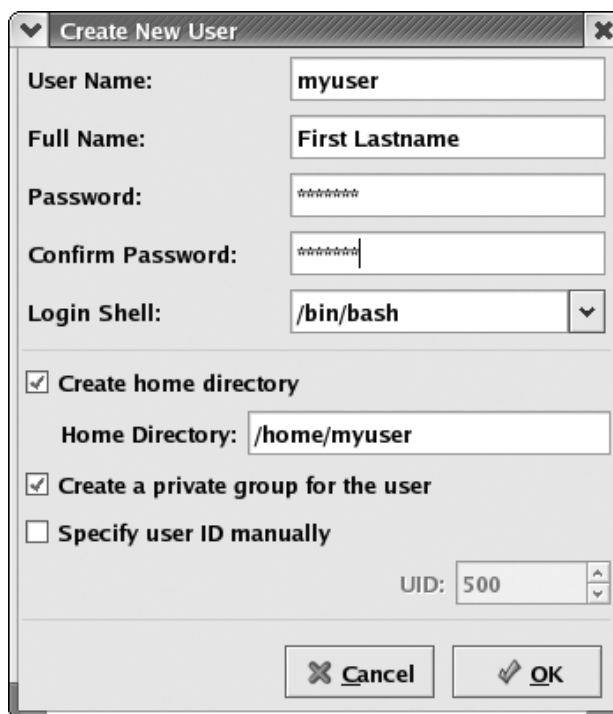 Create New User
User Name: myuser
Full Name: First Lastname
Password: *******
Confirm Password: *******
Login Shell: /bin/bash
Create home directory
Home Directory: /home/myuser
Create a private group for the user
Specify user ID manually
UID: 500
Cancel OK